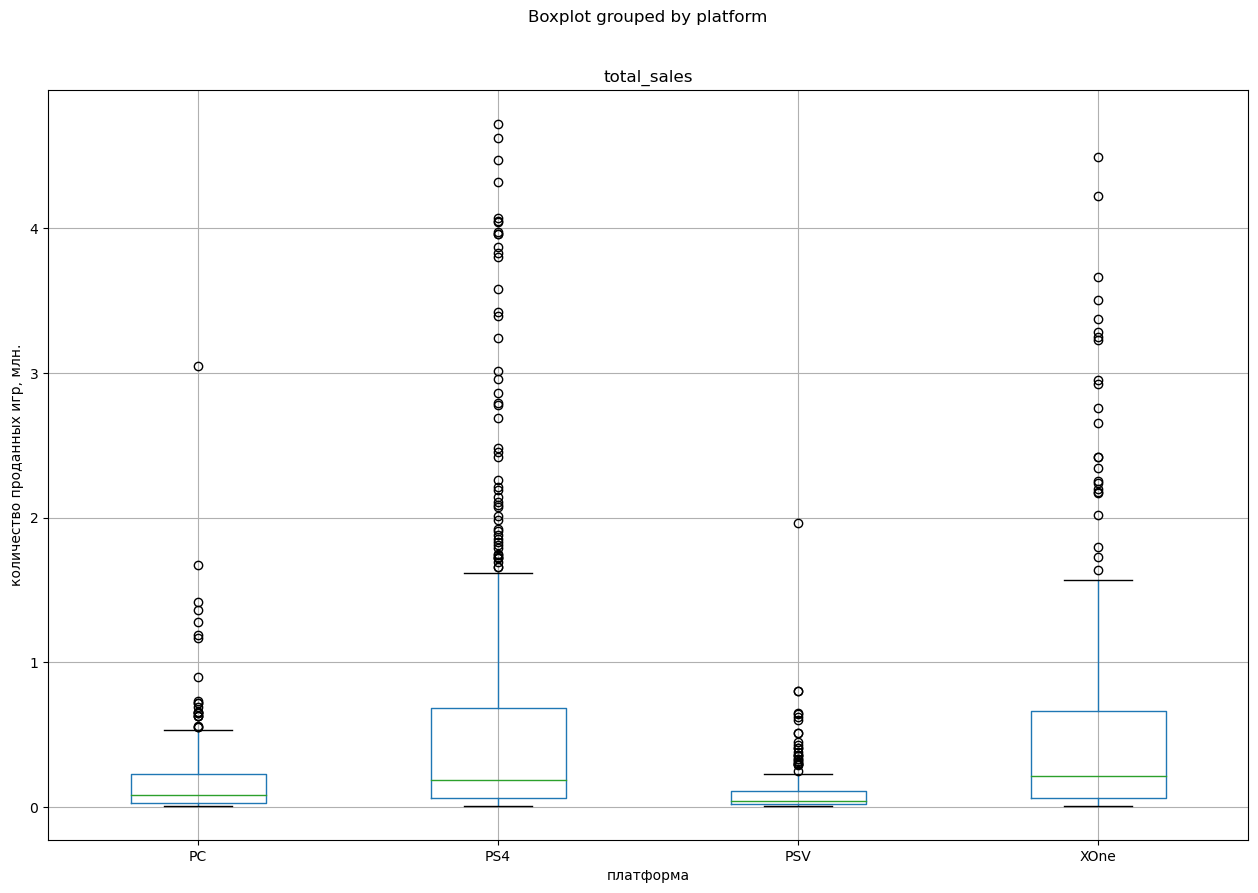 Boxplot grouped by platform
total_sales
количество проданных игр, млн.
4
3
2
1
0
PC PS4 PSV XOne
платформа